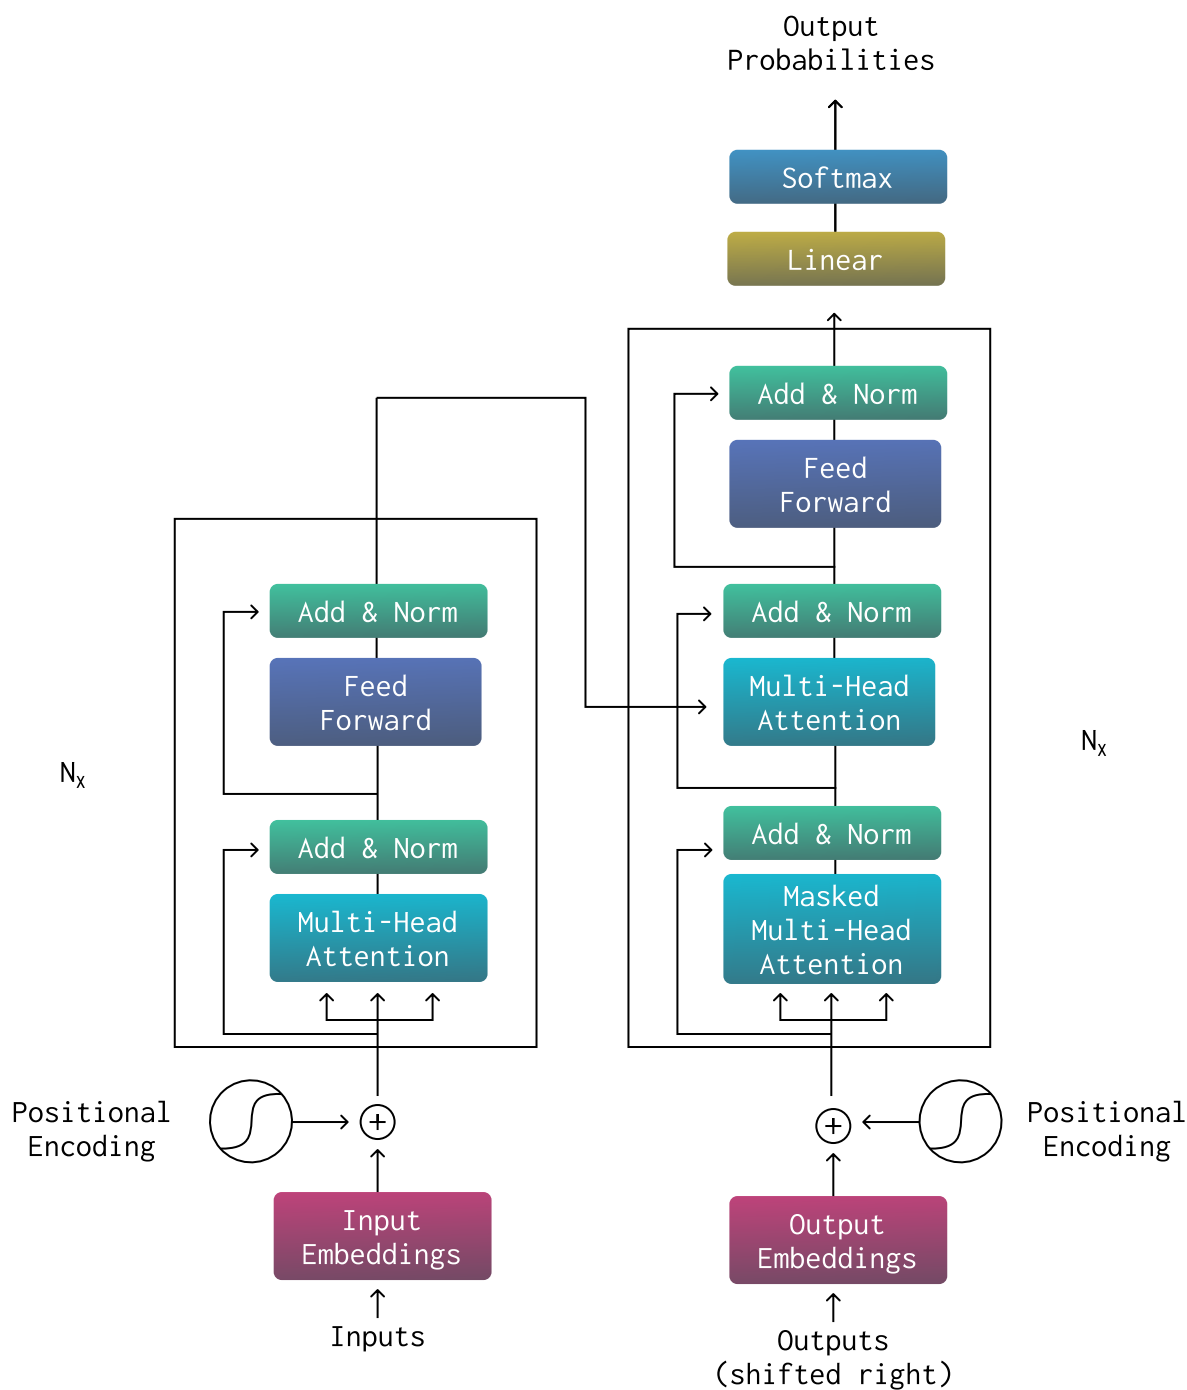 Output
Probabilities
Softmax
Linear
Add & Norm
Feed
Forward
Add & Norm
Multi-Head
Attention
Add & Norm
Masked
Multi-Head
Attention
Nx
Positional
Encoding
+
Output
Embeddings
Outputs
(shifted right)
Add & Norm
Feed
Forward
Add & Norm
Multi-Head
Attention
Nx
Positional
Encoding
+
Input
Embeddings
Inputs